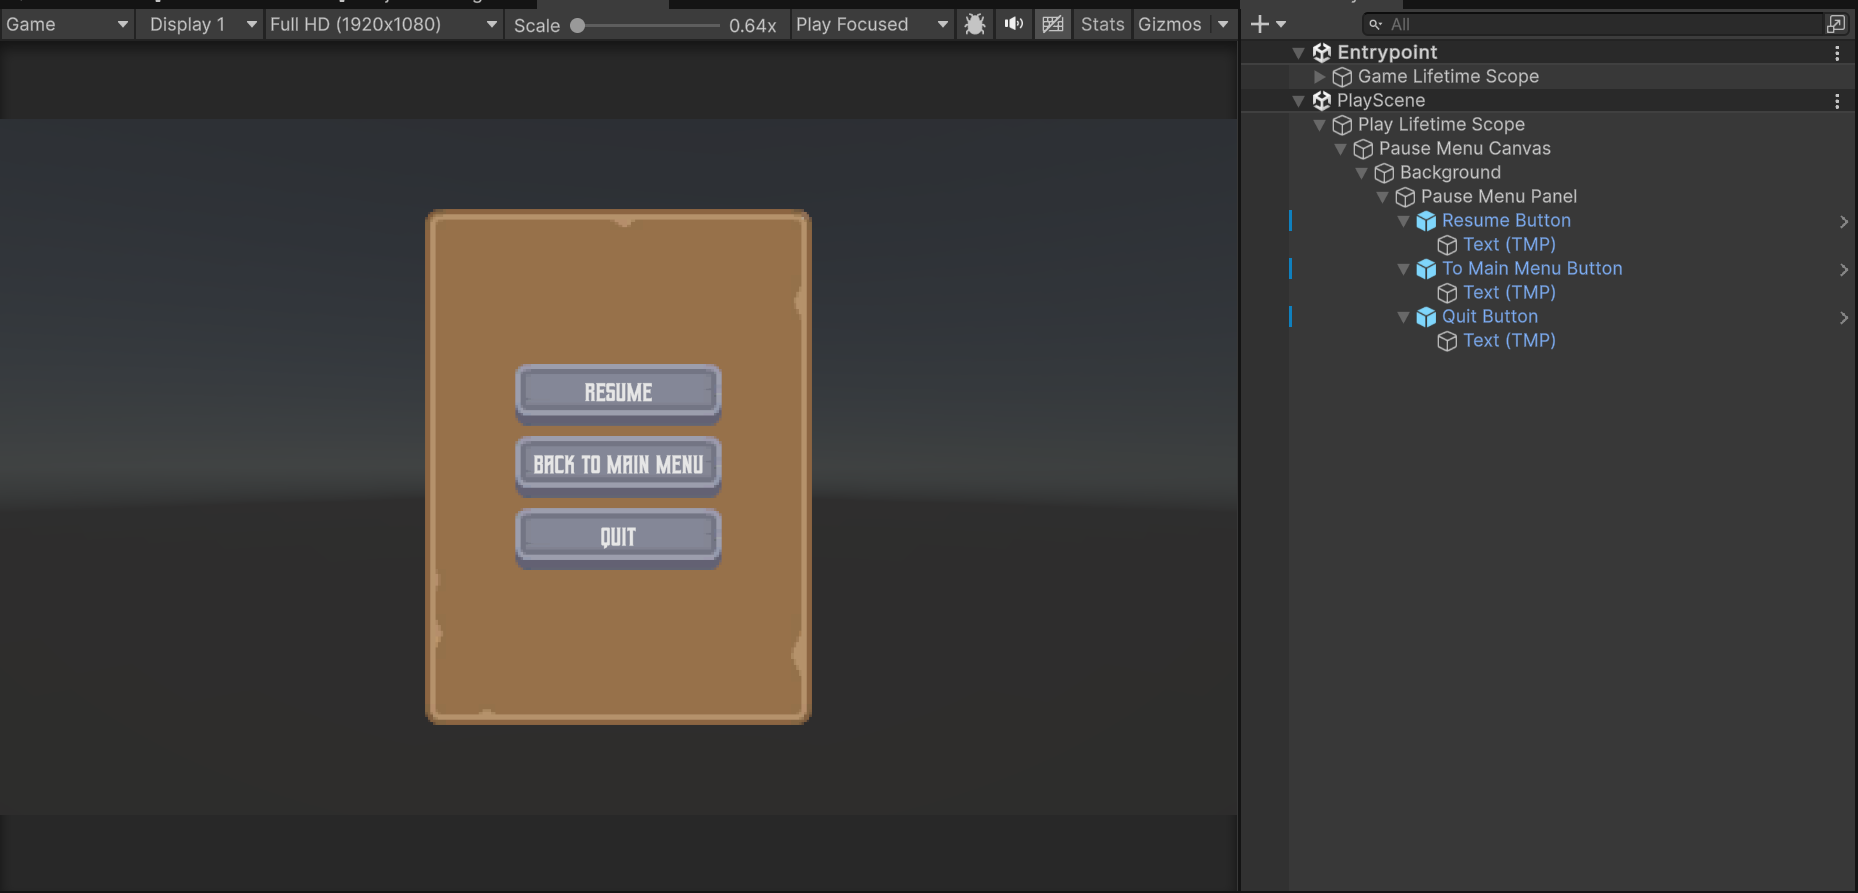 Game Display 1 Full HD (1920x1080) Scale 0.64x Play Focused Stats Gizmos
All
Entrypoint
Game Lifetime Scope
PlayScene
Play Lifetime Scope
Pause Menu Canvas
Background
Pause Menu Panel
Resume Button
Text (TMP)
To Main Menu Button
Text (TMP)
Quit Button
Text (TMP)
RESUME
BACK TO MAIN MENU
QUIT